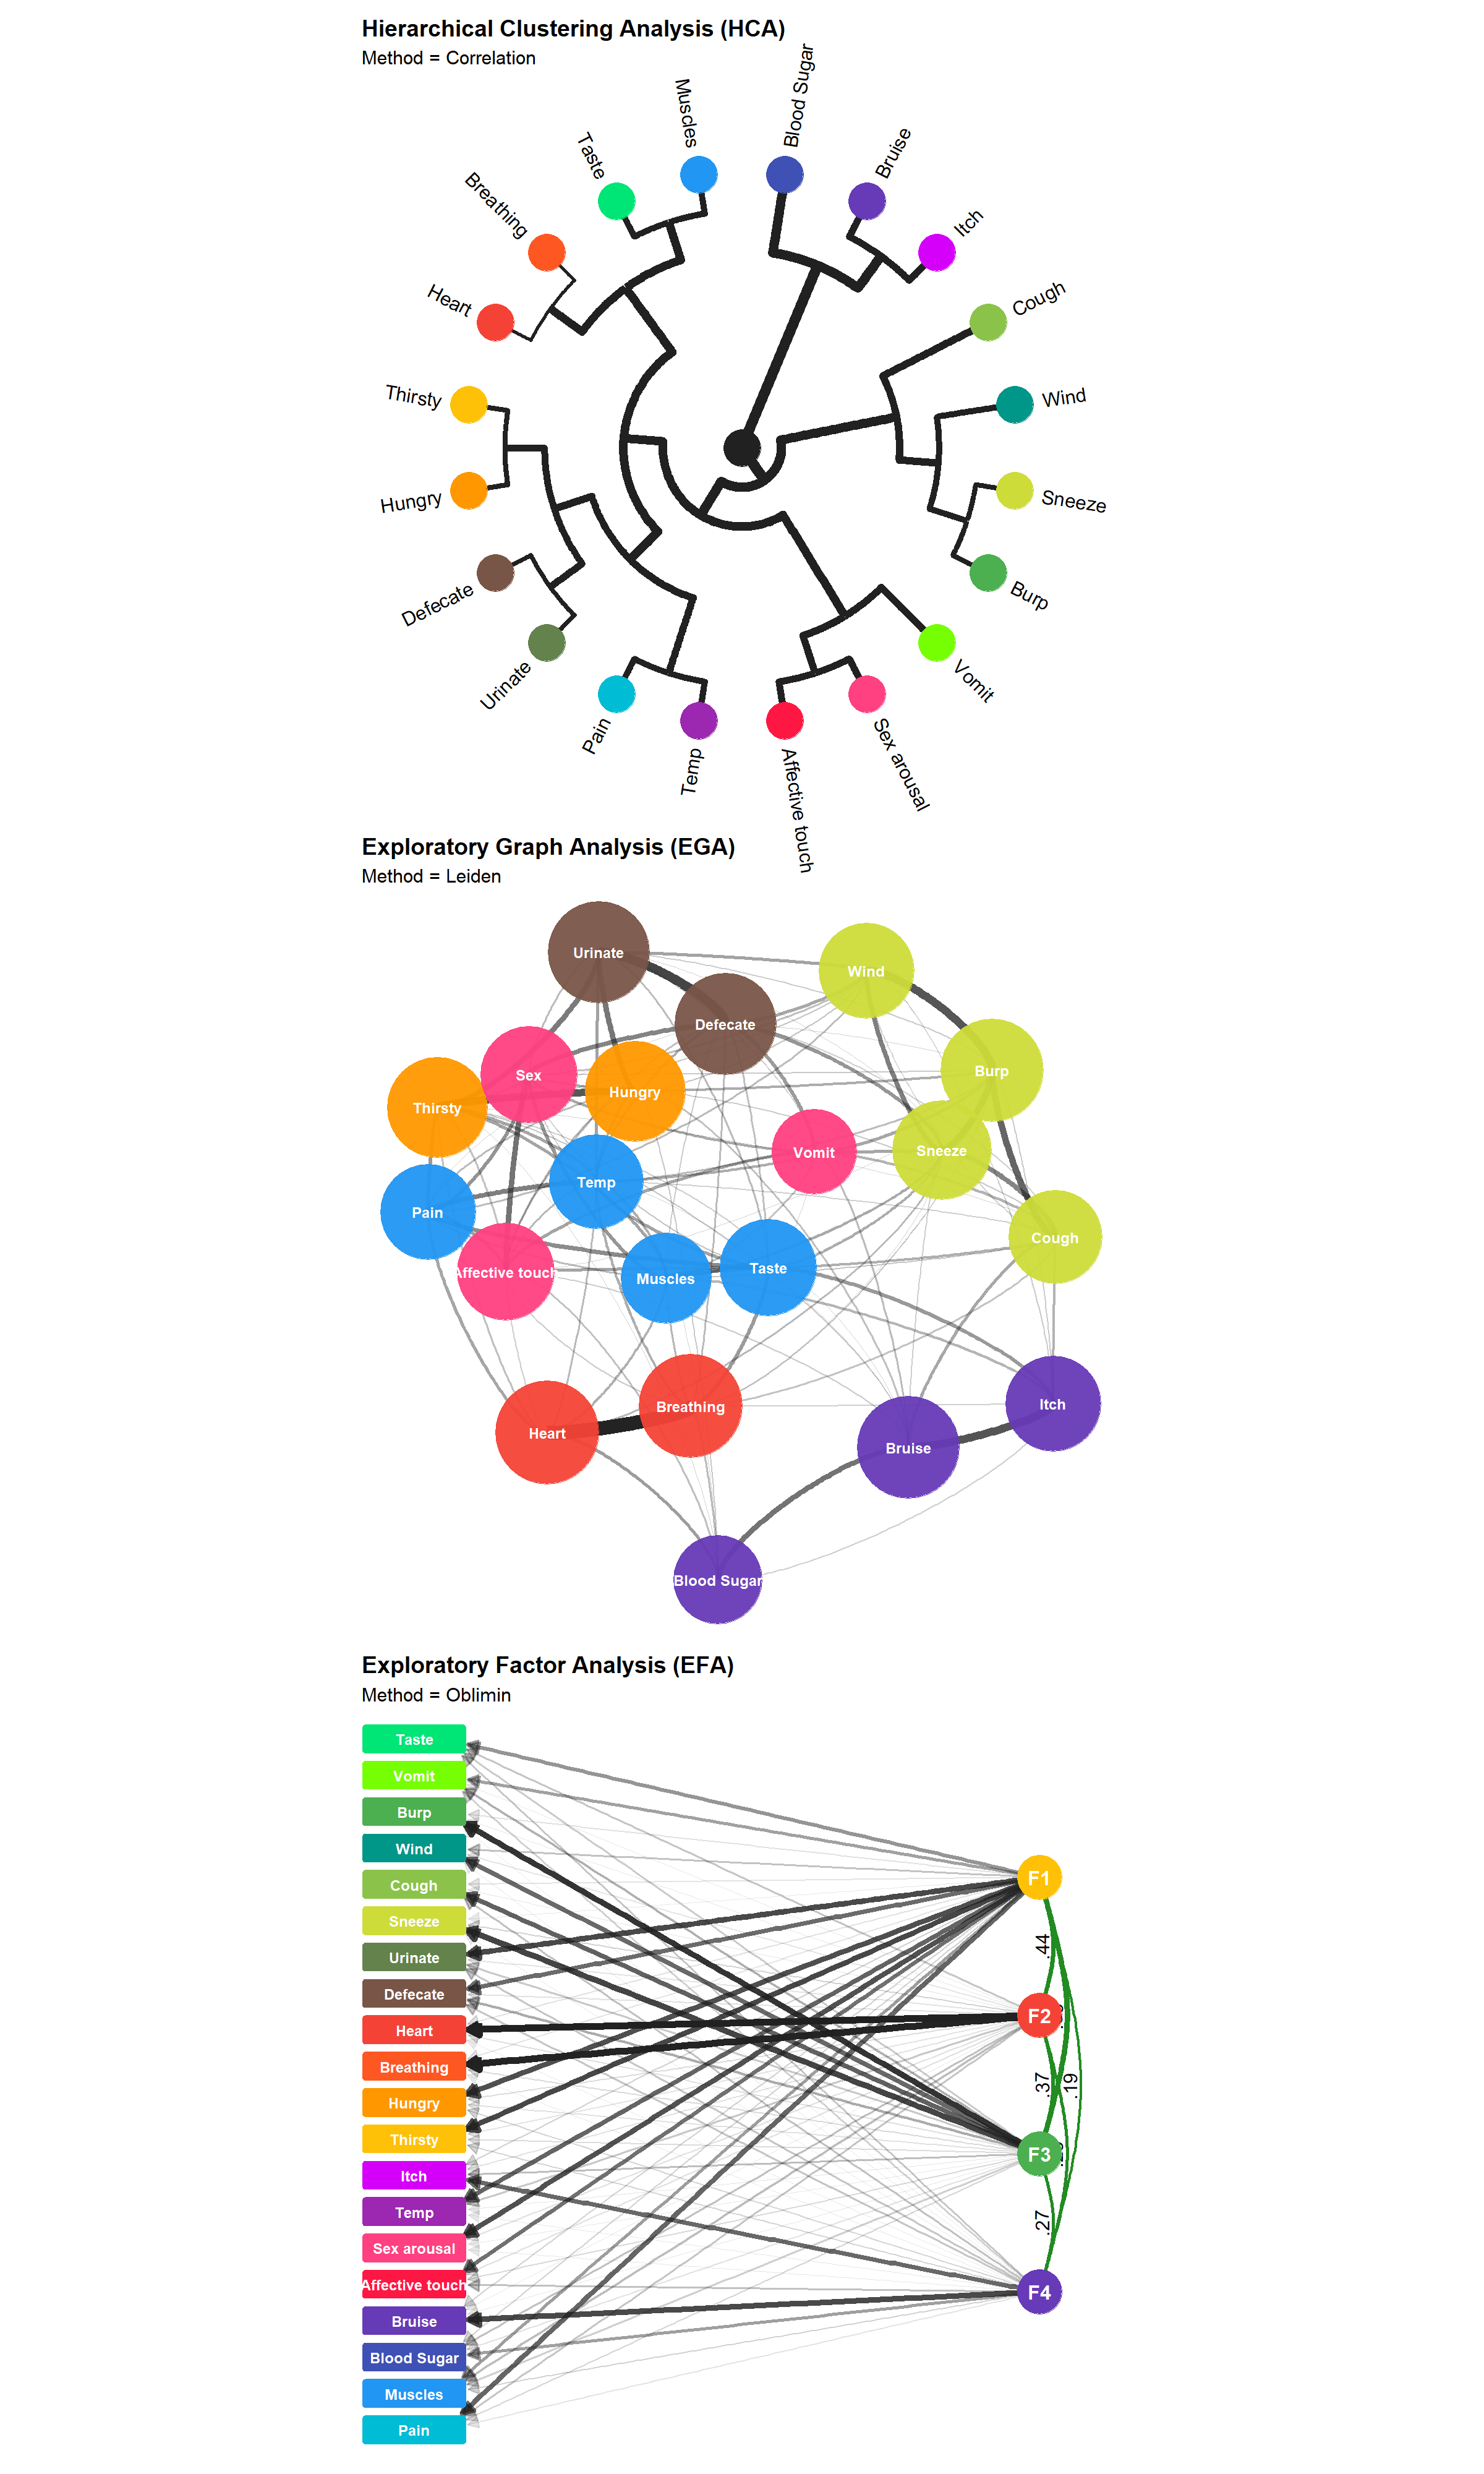 Hierarchical Clustering Analysis (HCA)
Method = Correlation
Blood Sugar
Muscles
Taste
Bruise
Breathing
Itch
Heart
Cough
Thirsty
Wind
Hungry
Sneeze
Defecate
Burp
Urinate
Vomit
Pain
Temp
Affective touch
Sex arousal
Exploratory Graph Analysis (EGA)
Method = Leiden
Urinate
Wind
Defecate
Burp
Sex
Hungry
Thirsty
Vomit
Sneeze
Temp
Pain
Cough
Affective touch
Muscles
Taste
Breathing
Itch
Heart
Bruise
Blood Sugar
Exploratory Factor Analysis (EFA)
Method = Oblimin
Taste
Vomit
Burp
Wind
Cough
Sneeze
Urinate
Defecate
Heart
Breathing
Hungry
Thirsty
Itch
Temp
Sex arousal
Affective touch
Bruise
Blood Sugar
Muscles
Pain
F1
.44
F2
.37
.19
F3
.27
F4